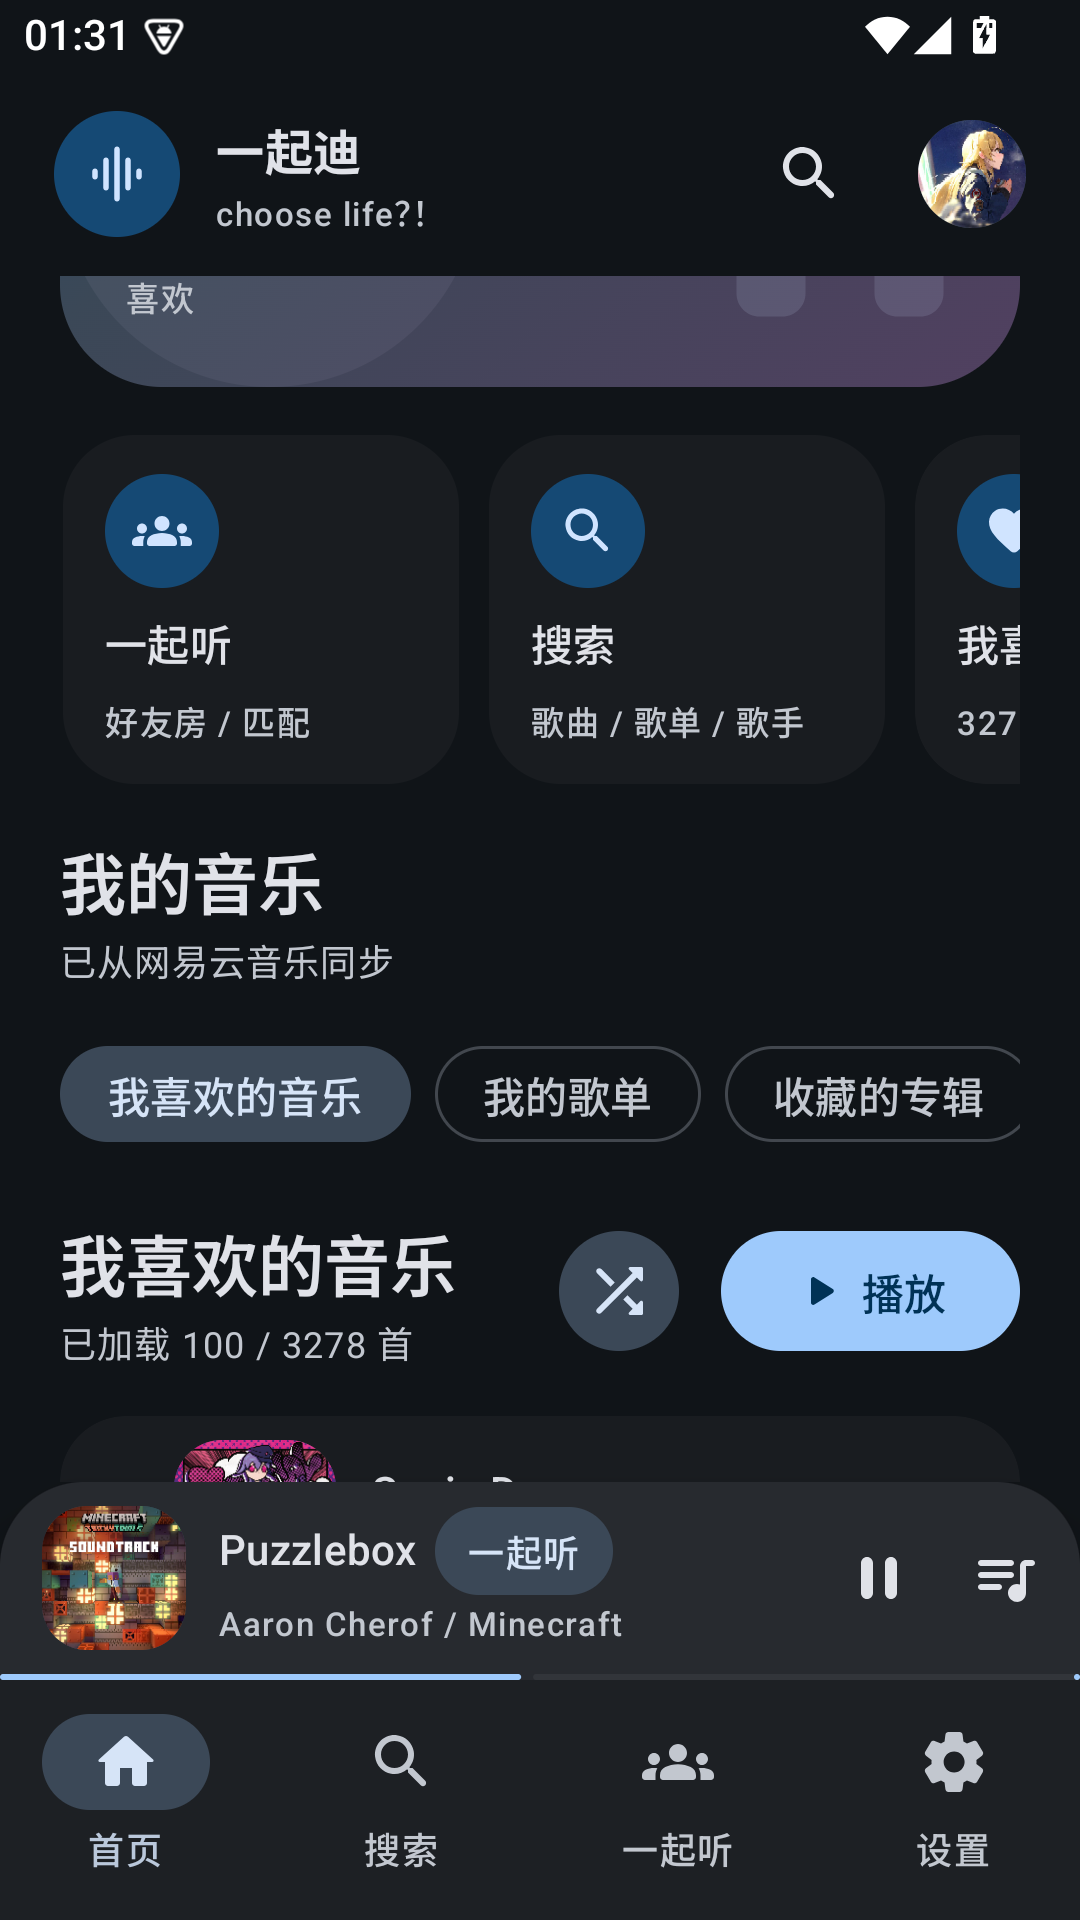 01:31
一起迪
choose life?!
喜欢
一起听
好友房 / 匹配
搜索
歌曲 / 歌单 / 歌手
我喜
327
我的音乐
已从网易云音乐同步
我喜欢的音乐
我的歌单
收藏的专辑
我喜欢的音乐
已加载 100 / 3278 首
播放
MINECRAFT
SOUNDTRACK
Puzzlebox
一起听
Aaron Cherof / Minecraft
首页
搜索
一起听
设置